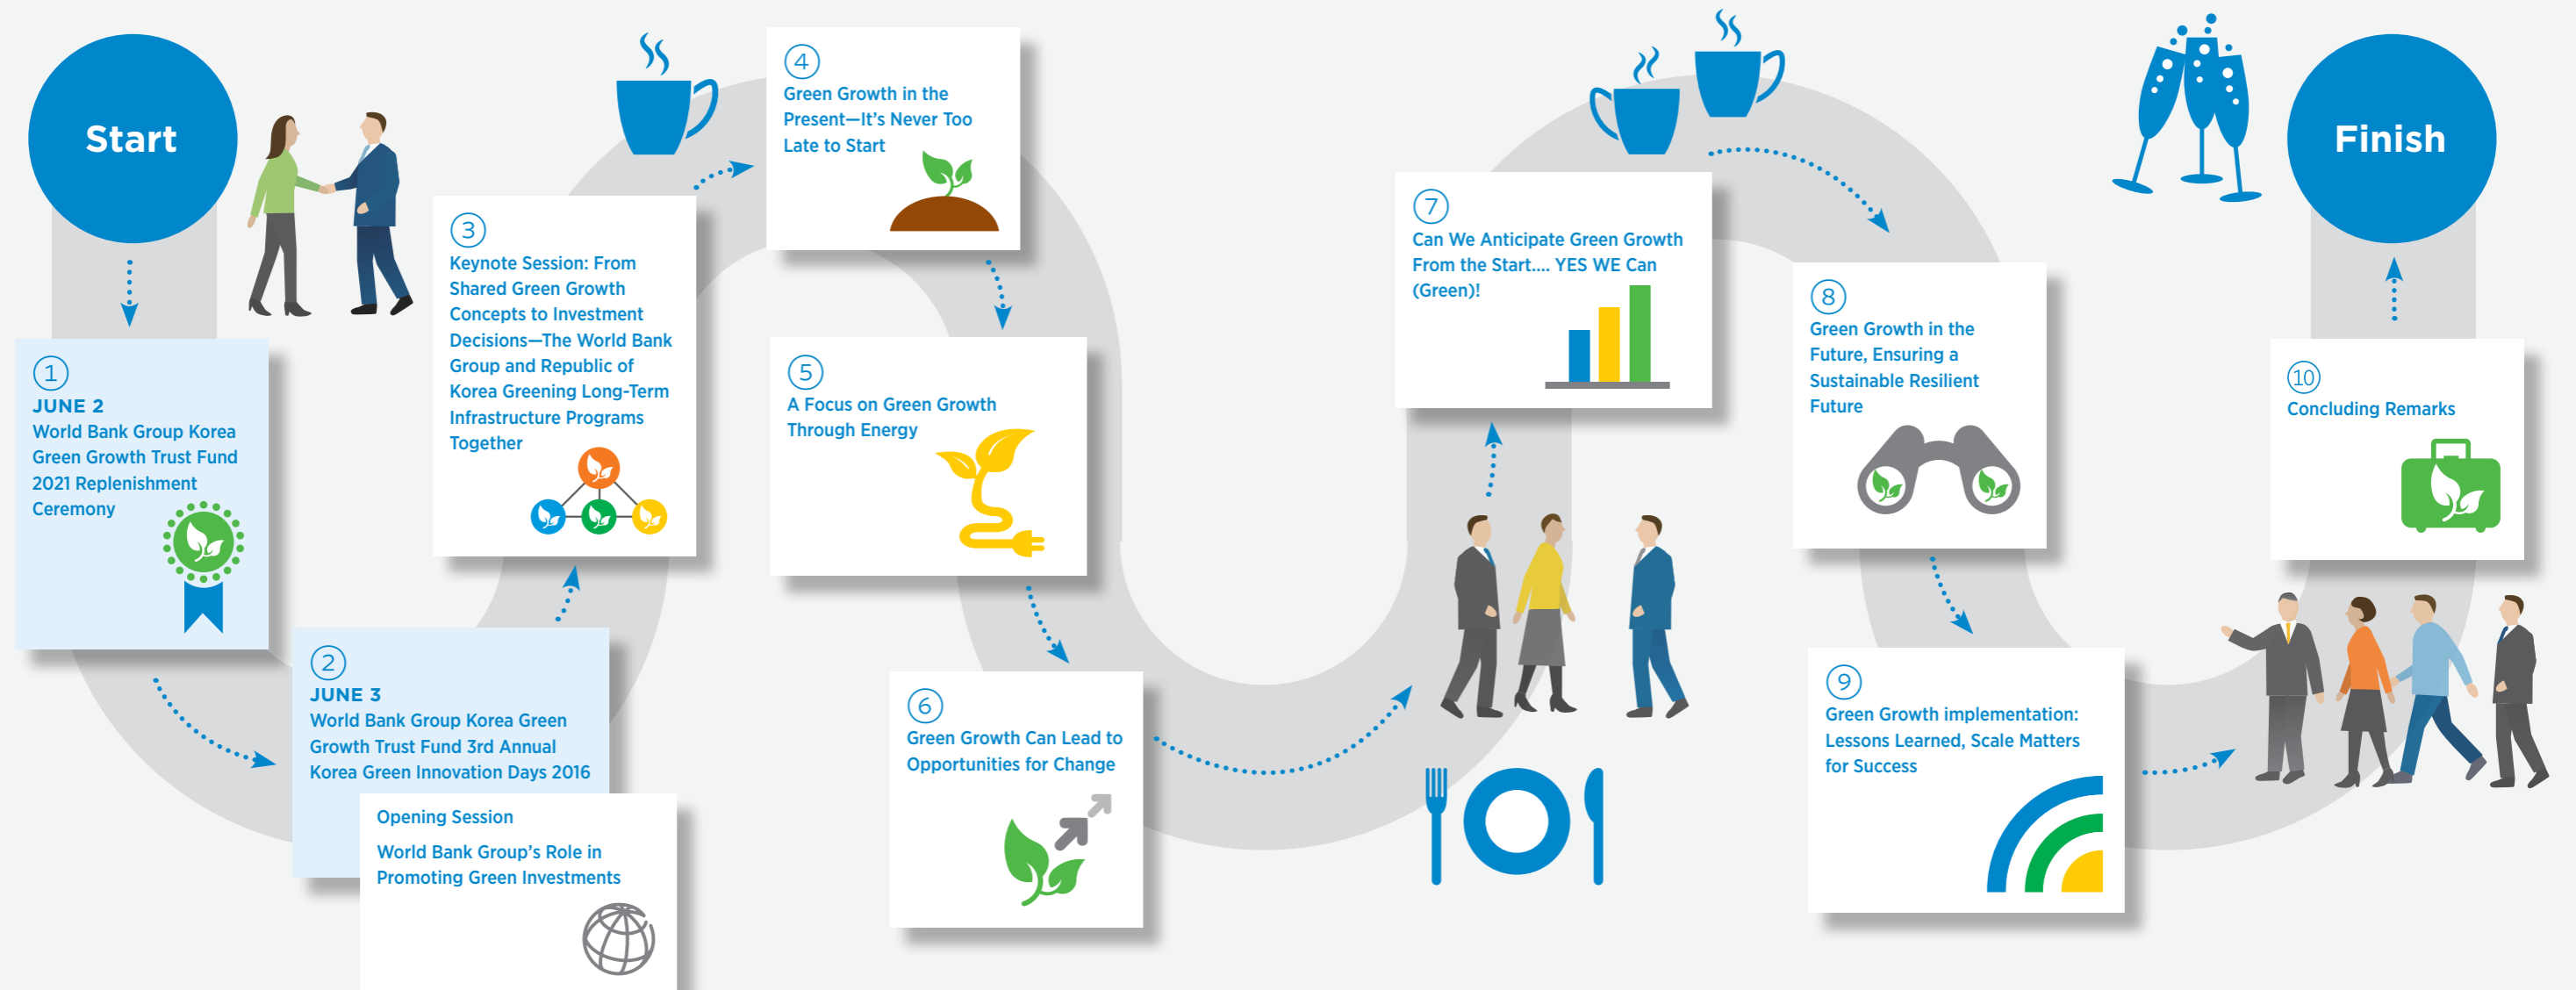 Start
1
JUNE 2
World Bank Group Korea
Green Growth Trust Fund
2021 Replenishment
Ceremony
2
JUNE 3
World Bank Group Korea Green
Growth Trust Fund 3rd Annual
Korea Green Innovation Days 2016
Opening Session
World Bank Group's Role in
Promoting Green Investments
3
Keynote Session: From
Shared Green Growth
Concepts to Investment
Decisions—The World Bank
Group and Republic of
Korea Greening Long-Term
Infrastructure Programs
Together
4
Green Growth in the
Present—It's Never Too
Late to Start
5
A Focus on Green Growth
Through Energy
6
Green Growth Can Lead to
Opportunities for Change
7
Can We Anticipate Green Growth
From the Start.... YES WE Can
(Green)!
8
Green Growth in the
Future, Ensuring a
Sustainable Resilient
Future
9
Green Growth implementation:
Lessons Learned, Scale Matters
for Success
10
Concluding Remarks
Finish